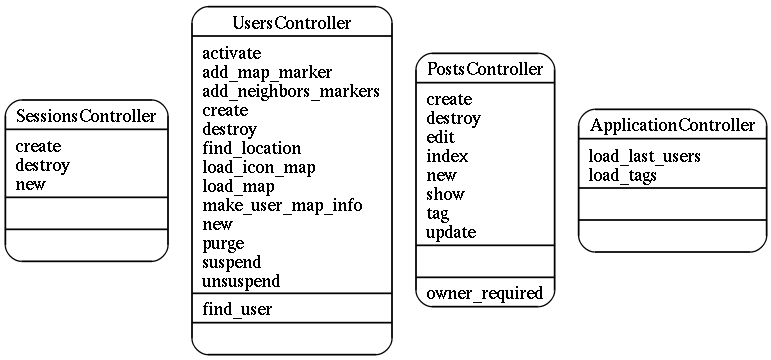 SessionsController
create
destroy
new
UsersController
activate
add_map_marker
add_neighbors_markers
create
destroy
find_location
load_icon_map
load_map
make_user_map_info
new
purge
suspend
unsuspend
find_user
PostsController
create
destroy
edit
index
new
show
tag
update
owner_required
ApplicationController
load_last_users
load_tags